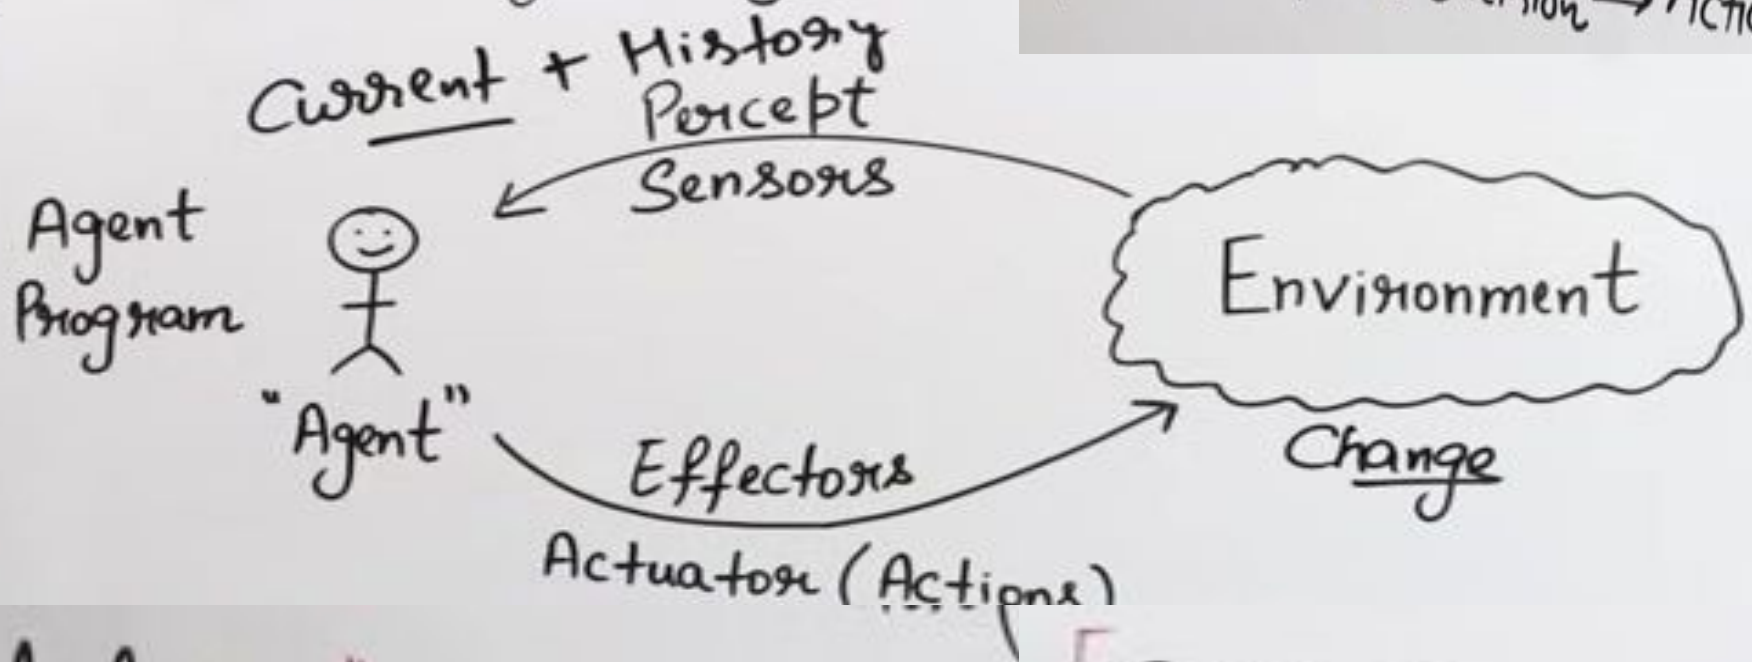 Current + History
Percept
Sensors
Agent
Program
"Agent"
Environment
Change
Effectors
Actuator (Actions)